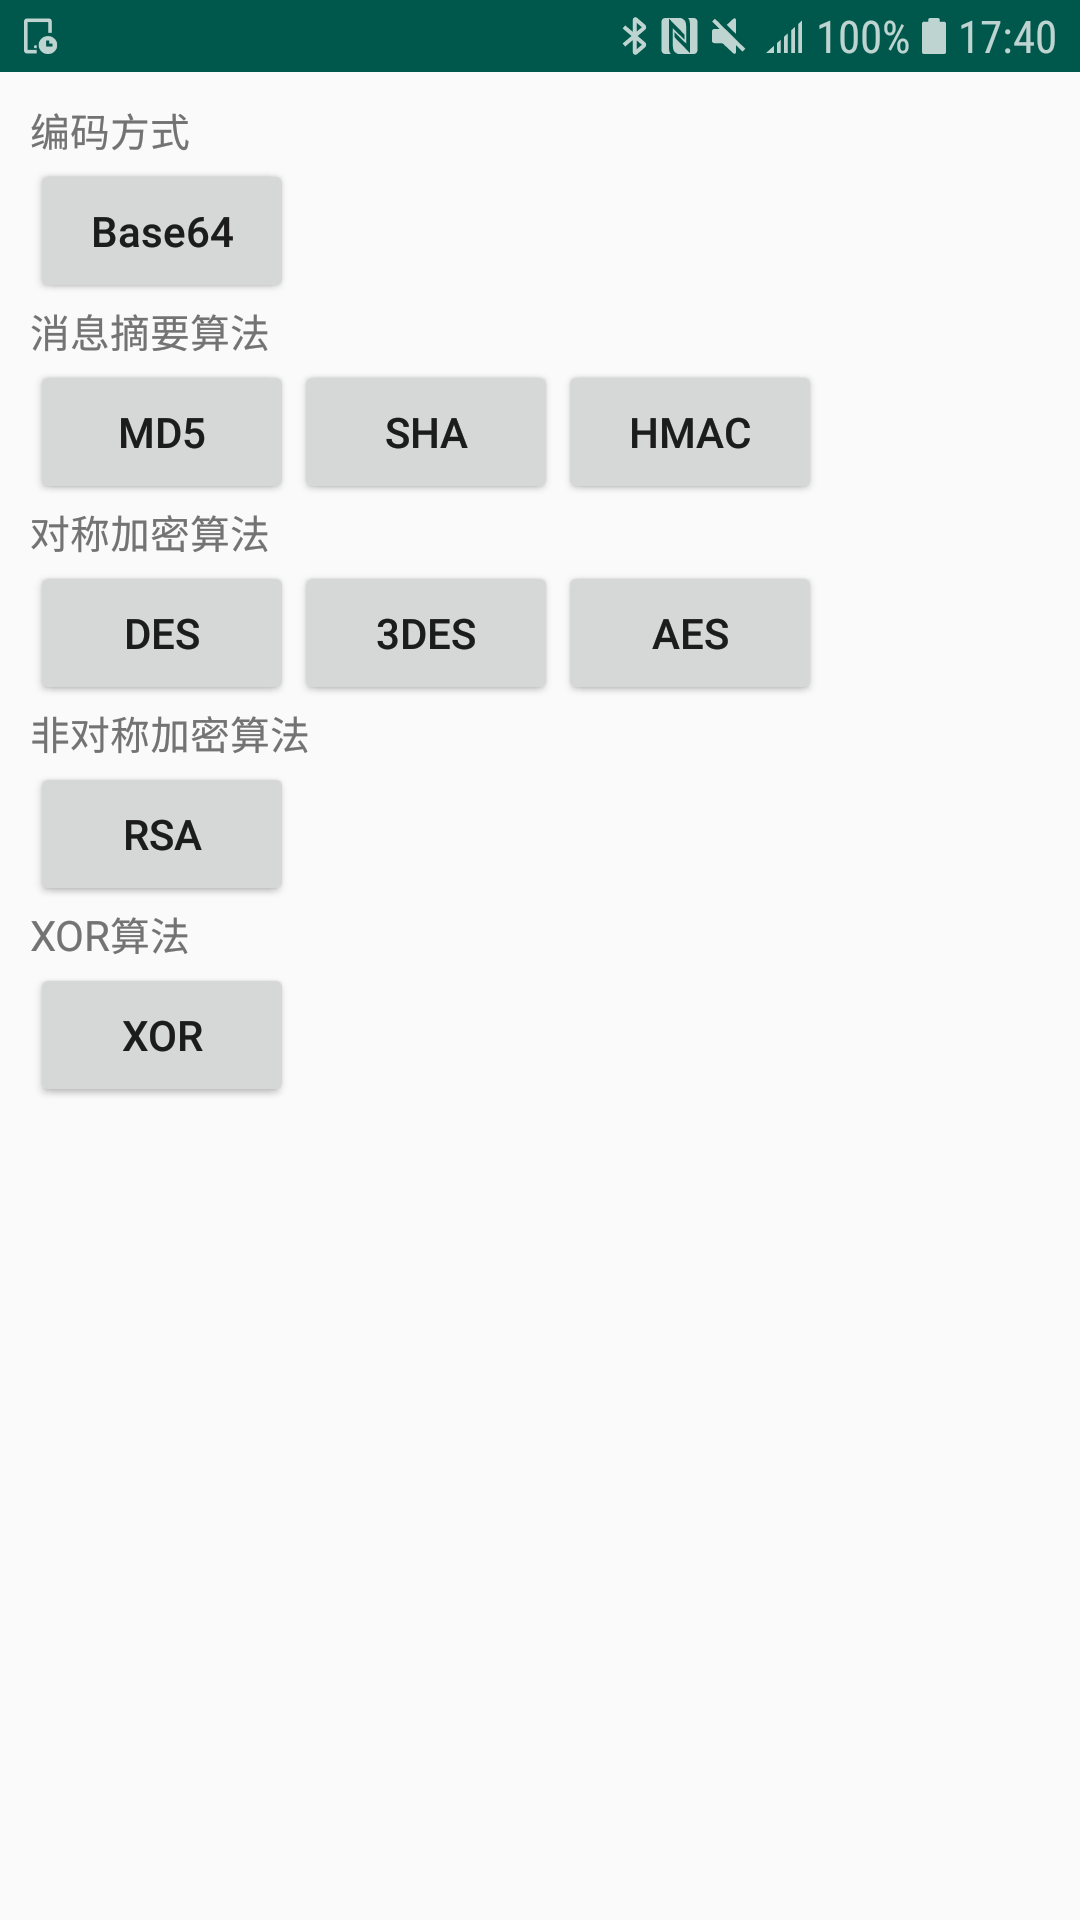 100% 17:40
编码方式
Base64
消息摘要算法
MD5 SHA HMAC
对称加密算法
DES 3DES AES
非对称加密算法
RSA
XOR算法
XOR